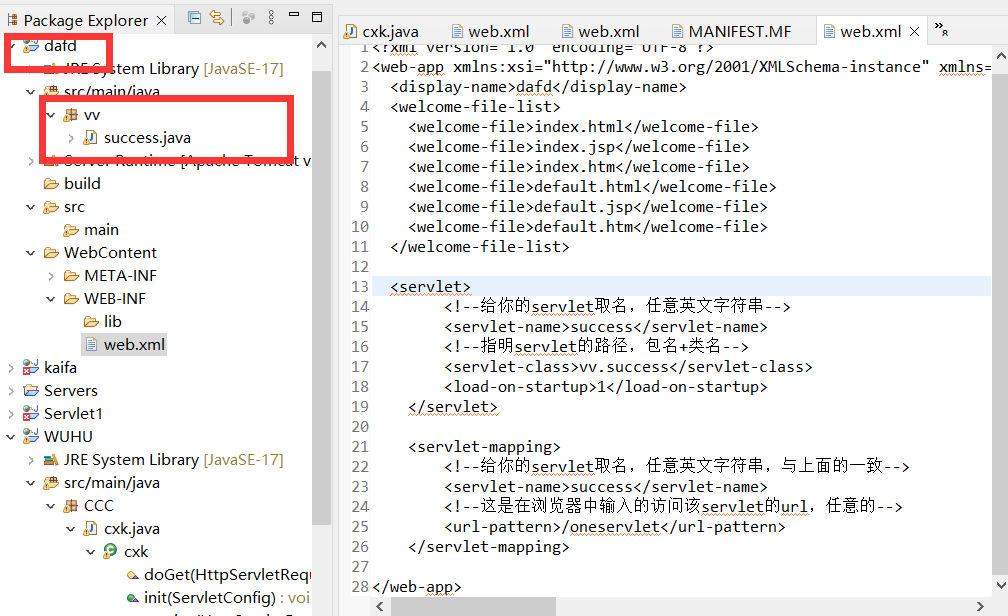 Package Explorer
dafd
JRE System Library [JavaSE-17]
src/main/java
vv
success.java
Server Runtime [Apache Tomcat v
build
src
main
WebContent
META-INF
WEB-INF
lib
web.xml
kaifa
Servers
Servlet1
WUHU
JRE System Library [JavaSE-17]
src/main/java
CCC
cxk.java
cxk
doGet(HttpServletRequ
init(ServletConfig) : voi
cxk.java
web.xml
web.xml
MANIFEST.MF
web.xml
8
1 <?xml version="1.0" encoding="UTF-8"?>
2 <web-app xmlns:xsi="http://www.w3.org/2001/XMLSchema-instance" xmlns=
3 <display-name>dafd</display-name>
4 <welcome-file-list>
5 <welcome-file>index.html</welcome-file>
6 <welcome-file>index.jsp</welcome-file>
7 <welcome-file>index.htm</welcome-file>
8 <welcome-file>default.html</welcome-file>
9 <welcome-file>default.jsp</welcome-file>
10 <welcome-file>default.htm</welcome-file>
11 </welcome-file-list>
12
13 <servlet>
14 <!--给你的servlet取名，任意英文字符串-->
15 <servlet-name>success</servlet-name>
16 <!--指明servlet的路径，包名+类名-->
17 <servlet-class>vv.success</servlet-class>
18 <load-on-startup>1</load-on-startup>
19 </servlet>
20
21 <servlet-mapping>
22 <!--给你的servlet取名，任意英文字符串，与上面的一致-->
23 <servlet-name>success</servlet-name>
24 <!--这是在浏览器中输入的访问该servlet的url，任意的-->
25 <url-pattern>/oneservlet</url-pattern>
26 </servlet-mapping>
27
28 </web-app>